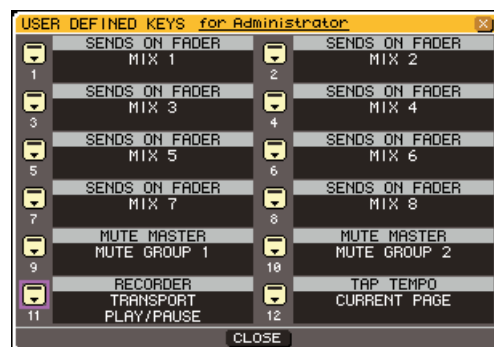 USER DEFINED KEYS for Administrator
SENDS ON FADER
MIX 1
1
SENDS ON FADER
MIX 2
2
SENDS ON FADER
MIX 3
3
SENDS ON FADER
MIX 4
4
SENDS ON FADER
MIX 5
5
SENDS ON FADER
MIX 6
6
SENDS ON FADER
MIX 7
7
SENDS ON FADER
MIX 8
8
MUTE MASTER
MUTE GROUP 1
9
MUTE MASTER
MUTE GROUP 2
10
RECORDER
TRANSPORT
PLAY/PAUSE
11
TAP TEMPO
CURRENT PAGE
12
CLOSE